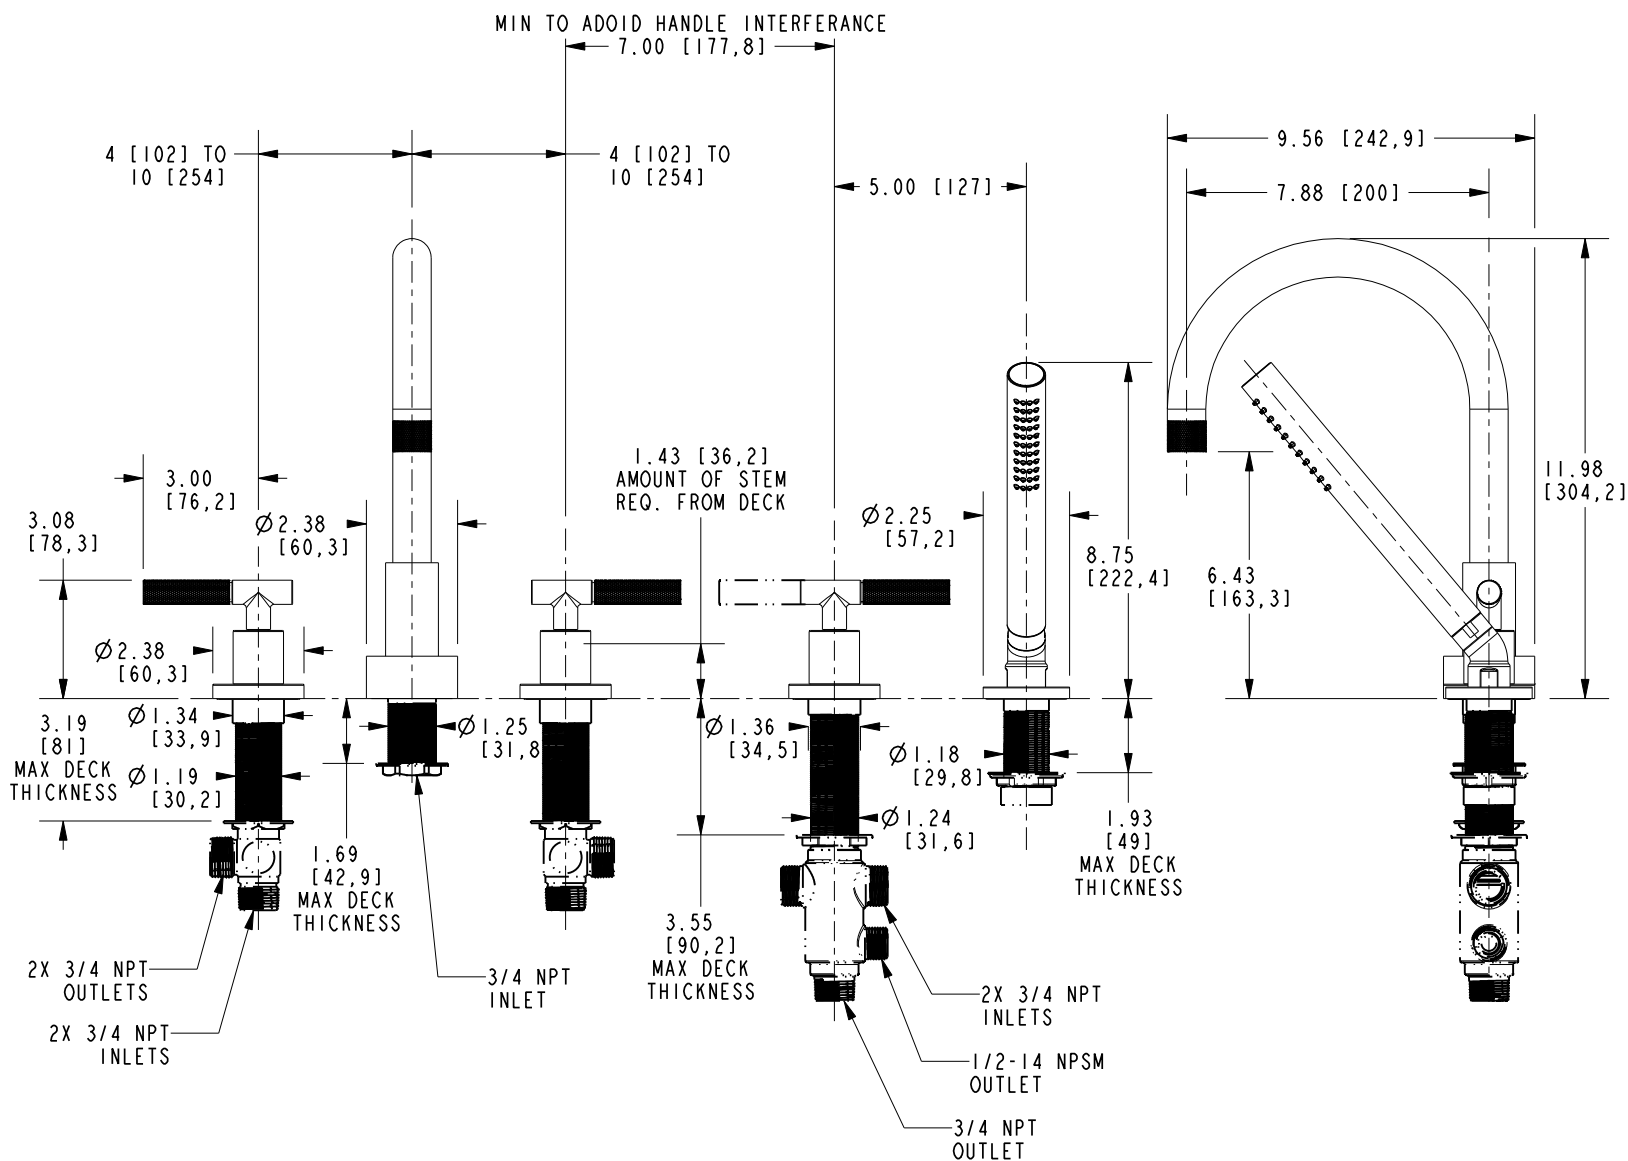 MIN TO ADOID HANDLE INTERFERANCE
7.00 [177,8]
4 [102] TO
10 [254]
4 [102] TO
10 [254]
5.00 [127]
9.56 [242,9]
7.88 [200]
11.98
[304,2]
1.43 [36,2]
AMOUNT OF STEM
REQ. FROM DECK
3.00
[76,2]
3.08
[78,3]
Ø2.38
[60,3]
Ø2.25
[57,2]
8.75
[222,4]
6.43
[163,3]
Ø2.38
[60,3]
3.19
[81]
MAX DECK
THICKNESS
Ø1.34
[33,9]
Ø1.19
[30,2]
Ø1.25
[31,8
Ø1.36
[34,5]
Ø1.18
[29,8]
Ø1.24
[31,6]
1.93
[49]
MAX DECK
THICKNESS
1.69
[42,9]
MAX DECK
THICKNESS
3.55
[90,2]
MAX DECK
THICKNESS
2X 3/4 NPT
OUTLETS
2X 3/4 NPT
INLETS
3/4 NPT
INLET
2X 3/4 NPT
INLETS
1/2-14 NPSM
OUTLET
3/4 NPT
OUTLET